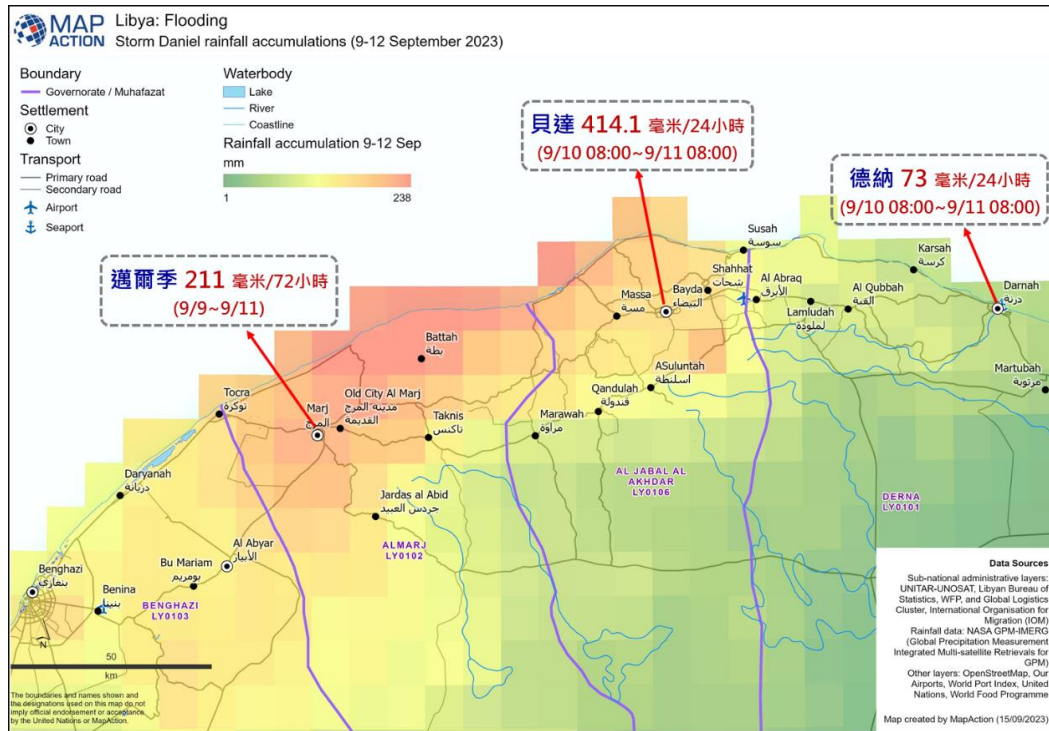 MAP
ACTION
Libya: Flooding
Storm Daniel rainfall accumulations (9-12 September 2023)
Boundary
Governorate / Muhafazat
Settlement
City
Town
Transport
Primary road
Secondary road
Airport
Seaport
Waterbody
Lake
River
Coastline
Rainfall accumulation 9-12 Sep
mm
1
238
貝達 414.1 毫米/24小時
(9/10 08:00~9/11 08:00)
德納 73 毫米/24小時
(9/10 08:00~9/11 08:00)
邁爾季 211 毫米/72小時
(9/9~9/11)
Susah
سوسة
Karsah
كرسة
Shahhat
شحات
Al Abraq
الأبرق
Massa
مسة
Bayda
البيضاء
Lamludah
لملودة
Al Qubbah
القبة
Darnah
درنة
Battah
بطة
ASuluntah
اسلنطة
Martubah
مرتوبة
Qandulah
قندولة
Tocra
توكرة
Marj
المرج
Old City Al Marj
مدينة المرج
القديمة
Taknis
تاكنس
Marawah
مراوة
Daryanah
دريانة
Jardas al Abid
جردس العبيد
AL JABAL AL
AKHDAR
LY0106
DERNA
LY0101
ALMARJ
LY0102
Al Abyar
الأبيار
Bu Mariam
بومريم
Benghazi
بنغازي
Benina
بنينا
BENGHAZI
LY0103
N
50
km
The boundaries and names shown and
the designations used on this map do not
imply official endorsement or acceptance
by the United Nations or MapAction.
Data Sources
Sub-national administrative layers:
UNITAR-UNOSAT, Libyan Bureau of
Statistics, WFP, and Global Logistics
Cluster, International Organisation for
Migration (IOM)
Rainfall data: NASA GPM-IMERG
(Global Precipitation Measurement
Integrated Multi-satellite Retrievals for
GPM)
Other layers: OpenStreetMap, Our
Airports, World Port Index, United
Nations, World Food Programme
Map created by MapAction (15/09/2023)